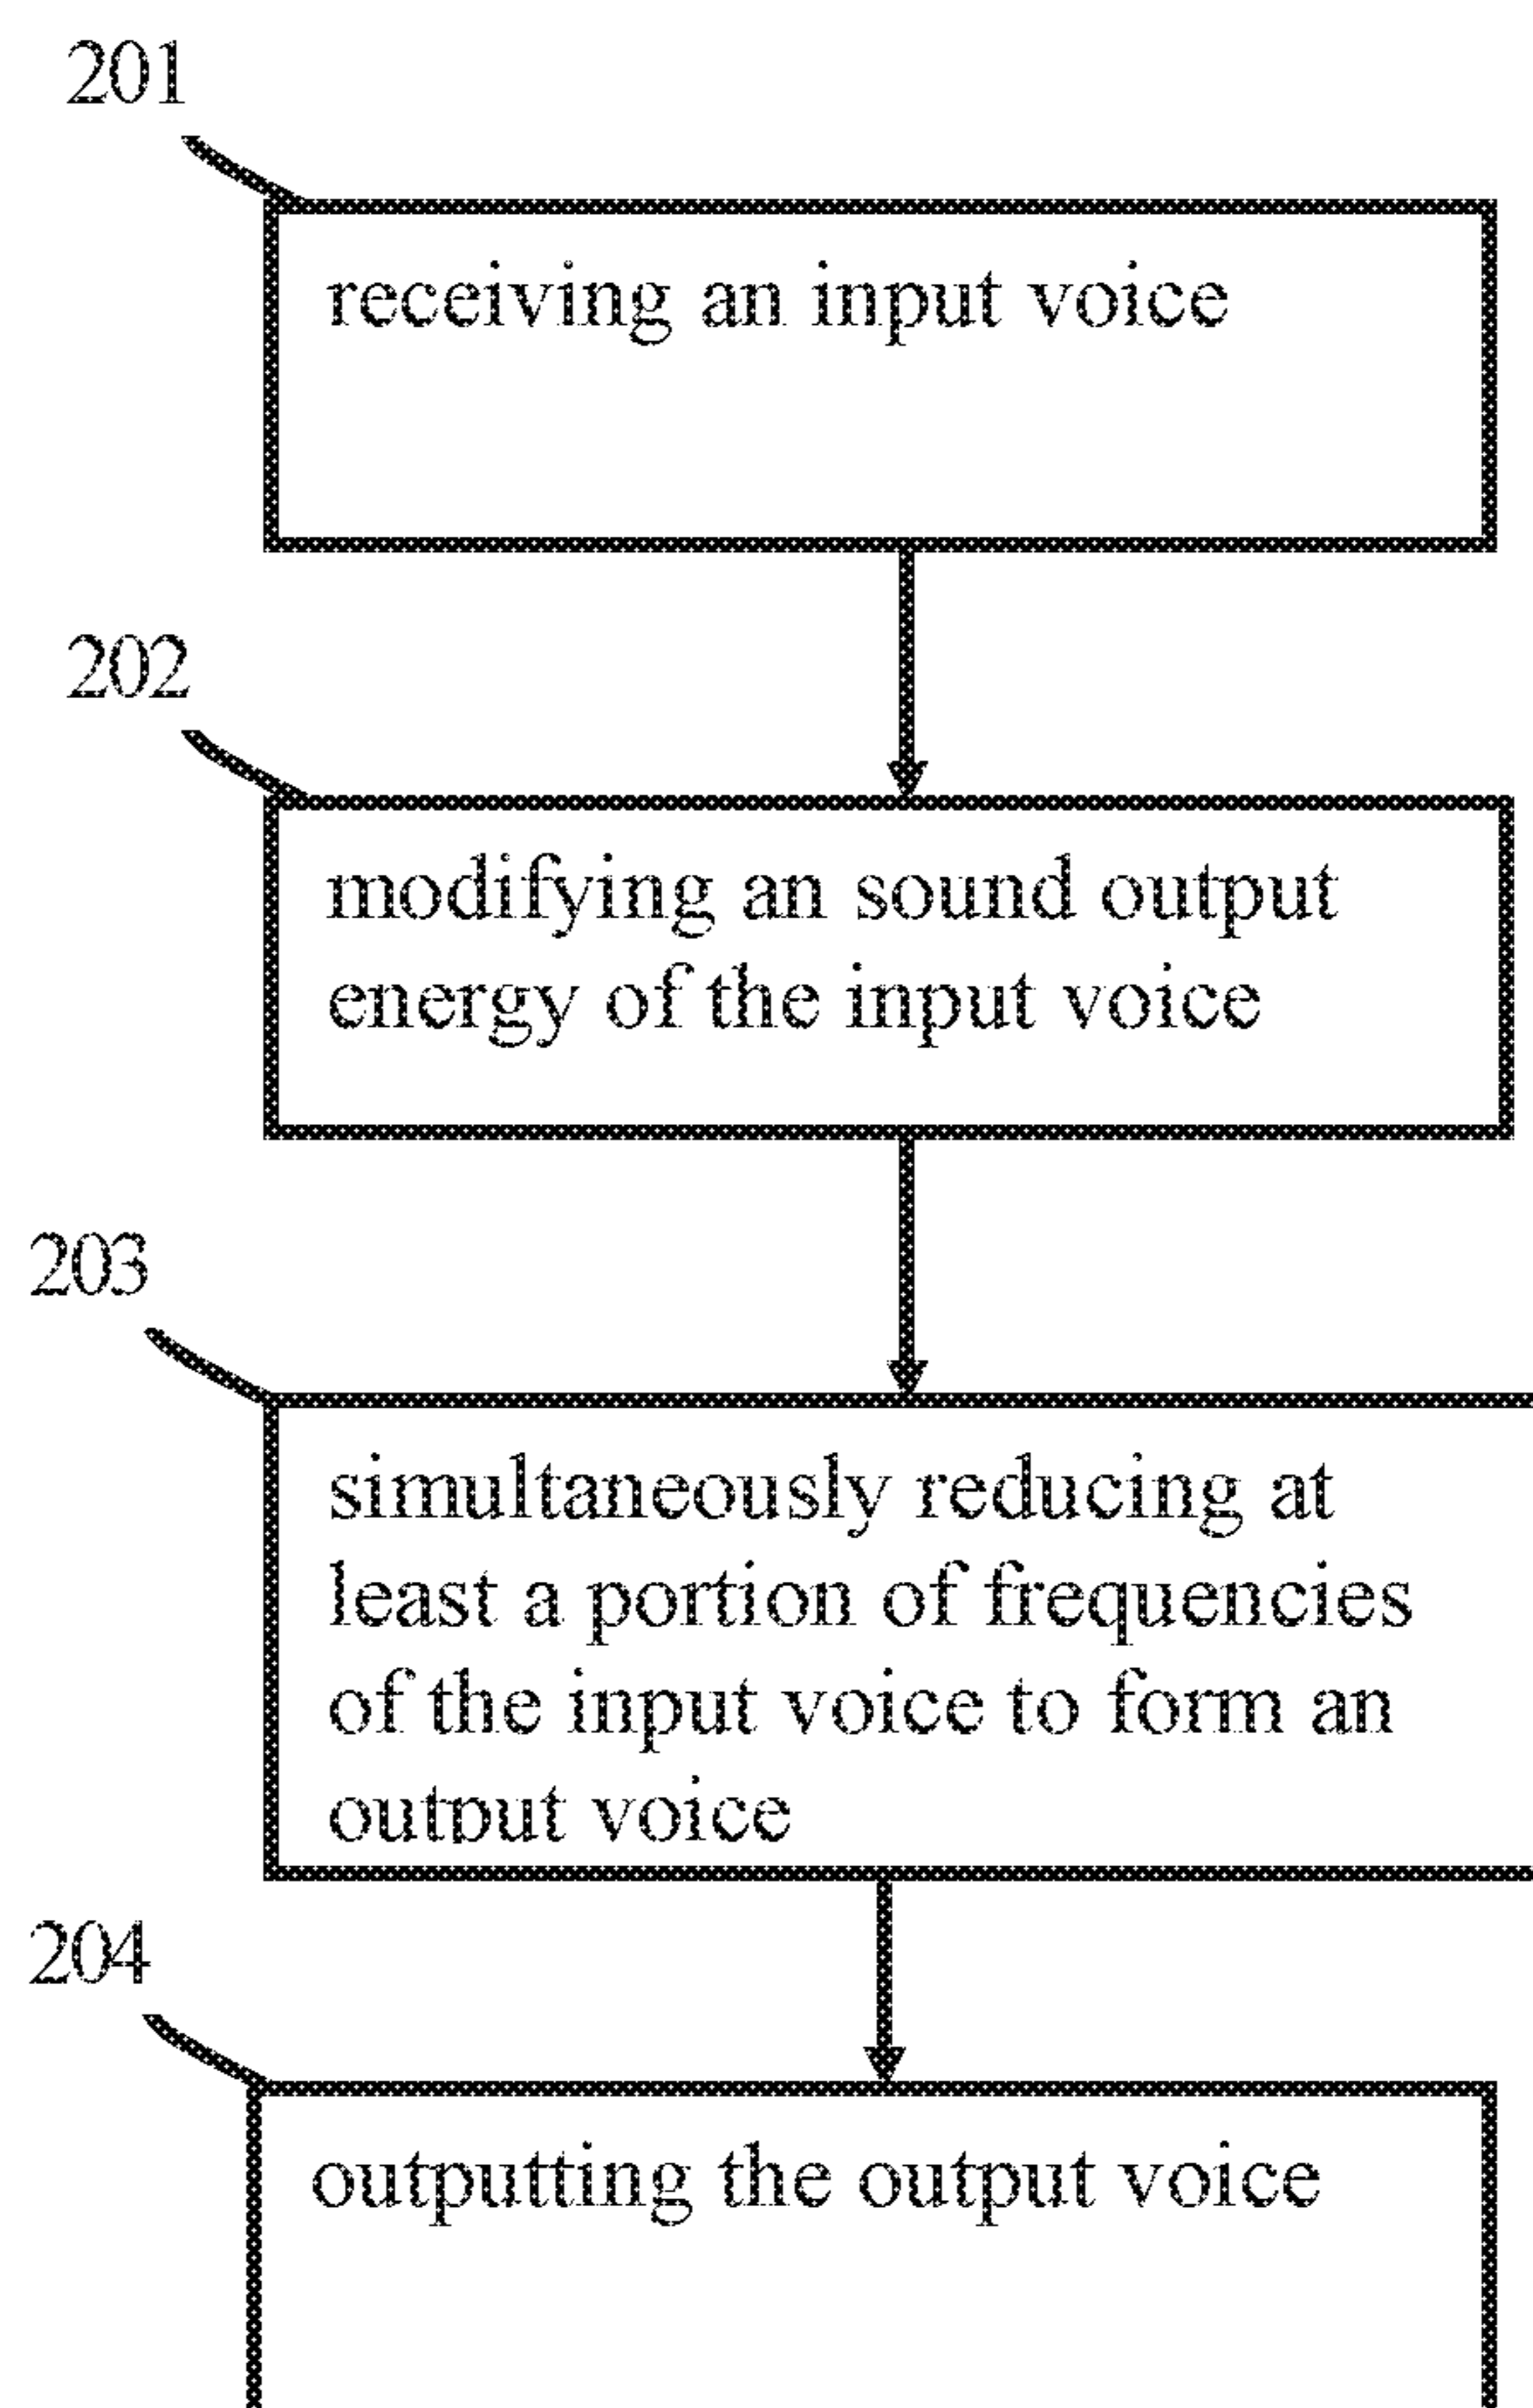 201
receiving an input voice
202
modifying an sound output
energy of the input voice
203
simultaneously reducing at
least a portion of frequencies
of the input voice to form an
output voice
204
outputting the output voice